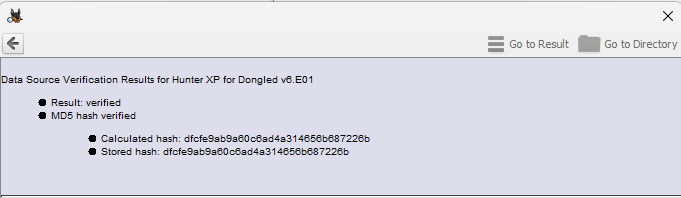 Go to Result
Go to Directory
Data Source Verification Results for Hunter XP for Dongled v6.E01
Result: verified
MD5 hash verified
Calculated hash: dfcfe9ab9a60c6ad4a314656b687226b
Stored hash: dfcfe9ab9a60c6ad4a314656b687226b